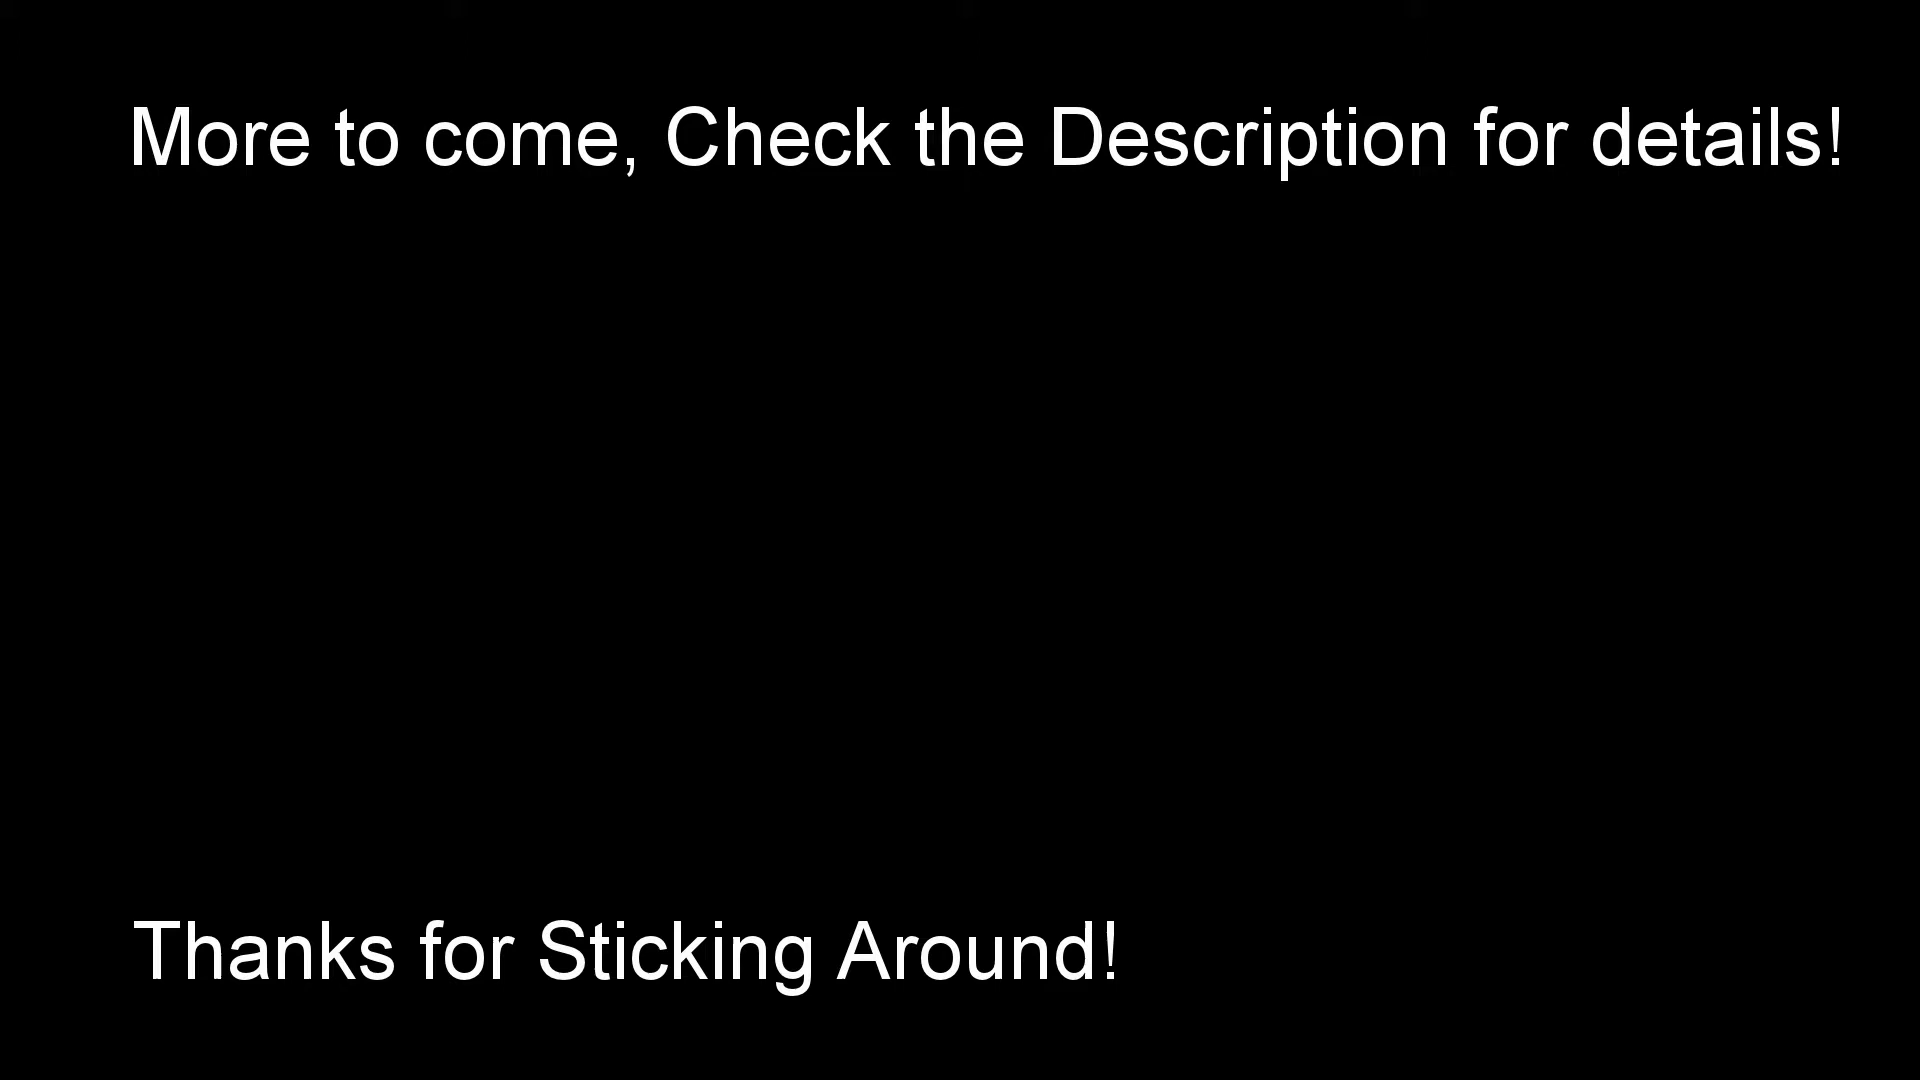 More to come, Check the Description for details!
Thanks for Sticking Around!